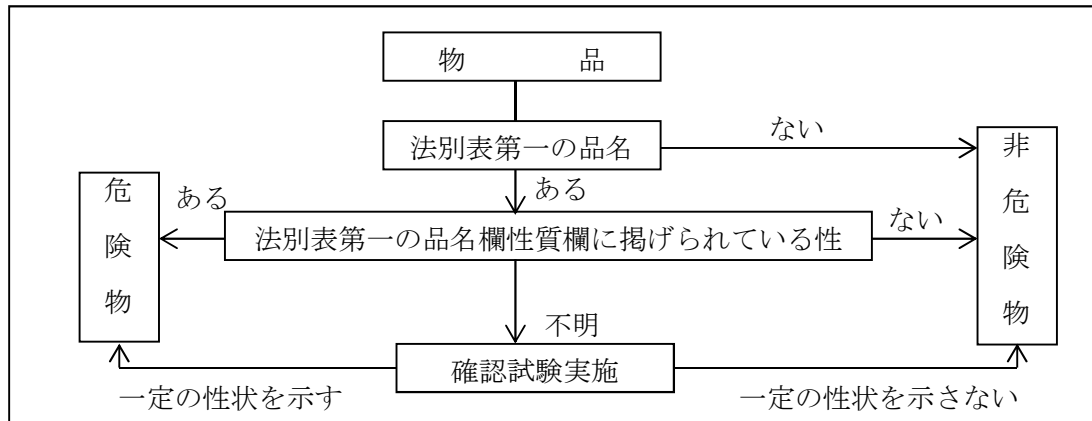 物　　　品
法別表第一の品名
ない
ある
危険物
ある
法別表第一の品名欄性質欄に掲げられている性
ない
非危険物
不明
確認試験実施
一定の性状を示す
一定の性状を示さない